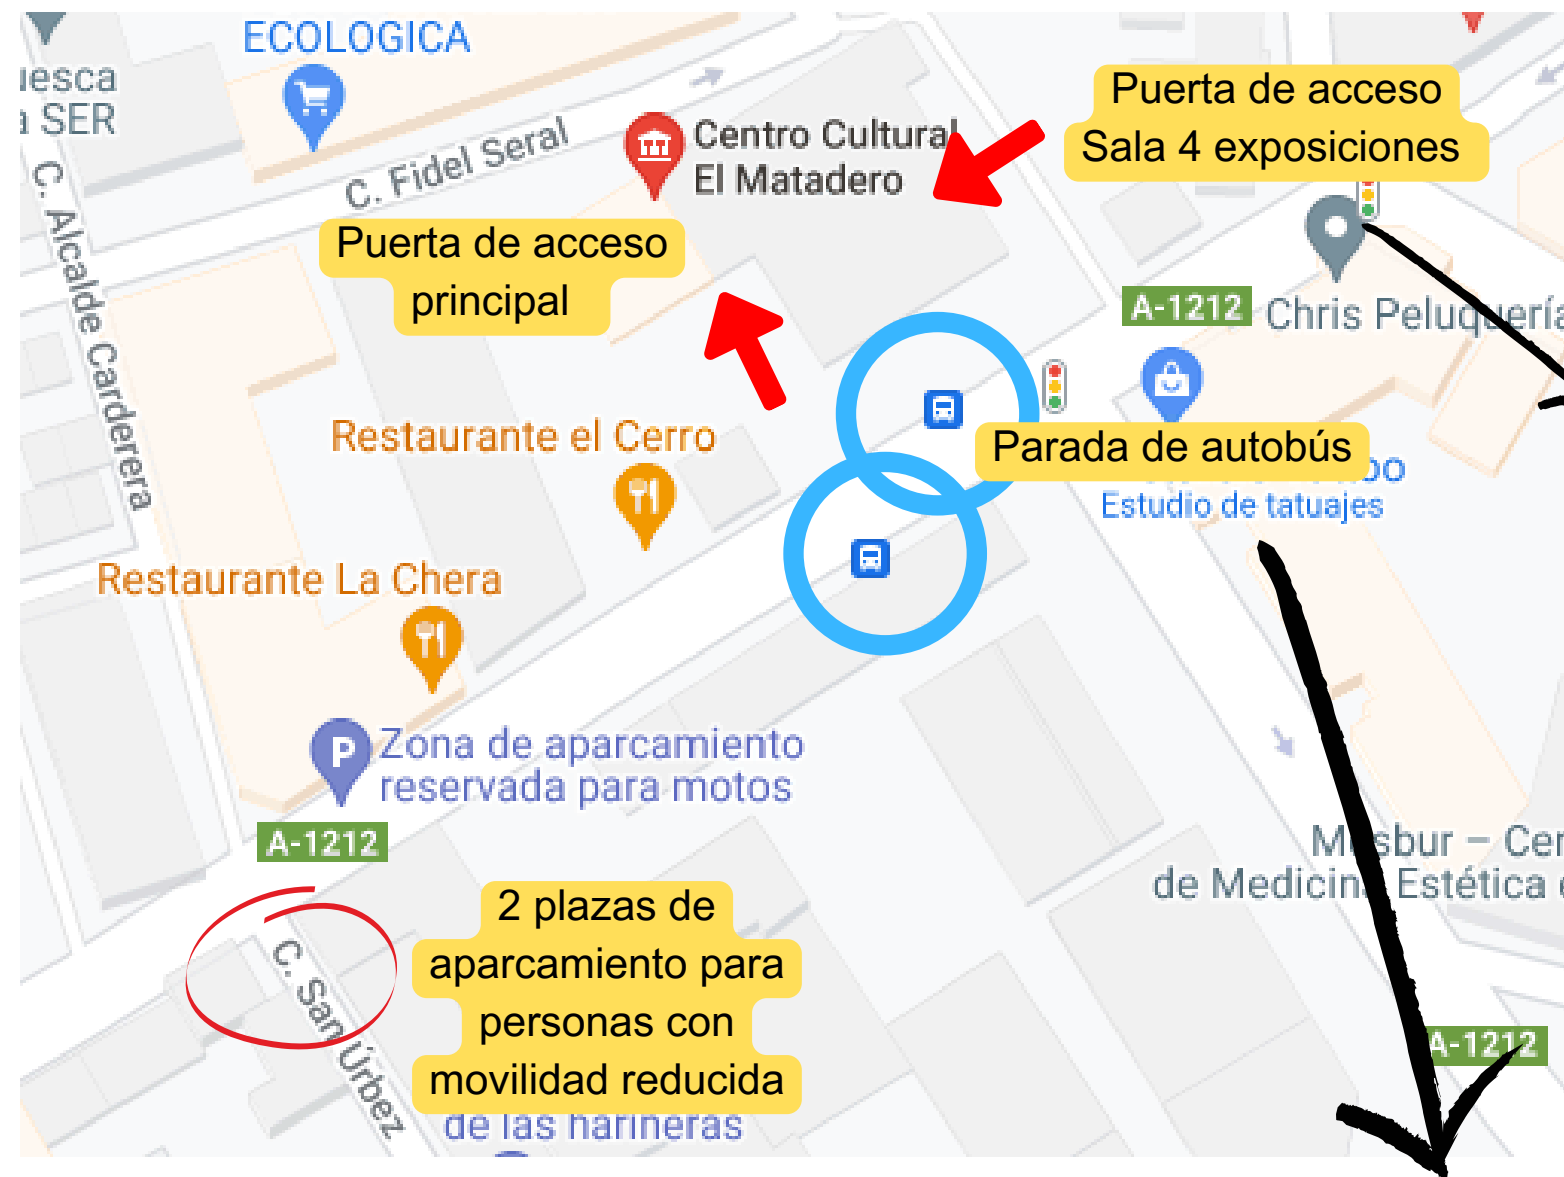 ECOLOGICA
SER
C. Fidel Seral
Centro Cultural
El Matadero
Puerta de acceso
Sala 4 exposiciones
C. Alcalde Carderera
Puerta de acceso
principal
A-1212
Chris Peluquería
Restaurante el Cerro
Parada de autobús
Estudio de tatuajes
Restaurante La Chera
P
Zona de aparcamiento
reservada para motos
A-1212
de Medicina Estética
2 plazas de
aparcamiento para
personas con
movilidad reducida
C. San Úrbez
A-1212
de las harineras